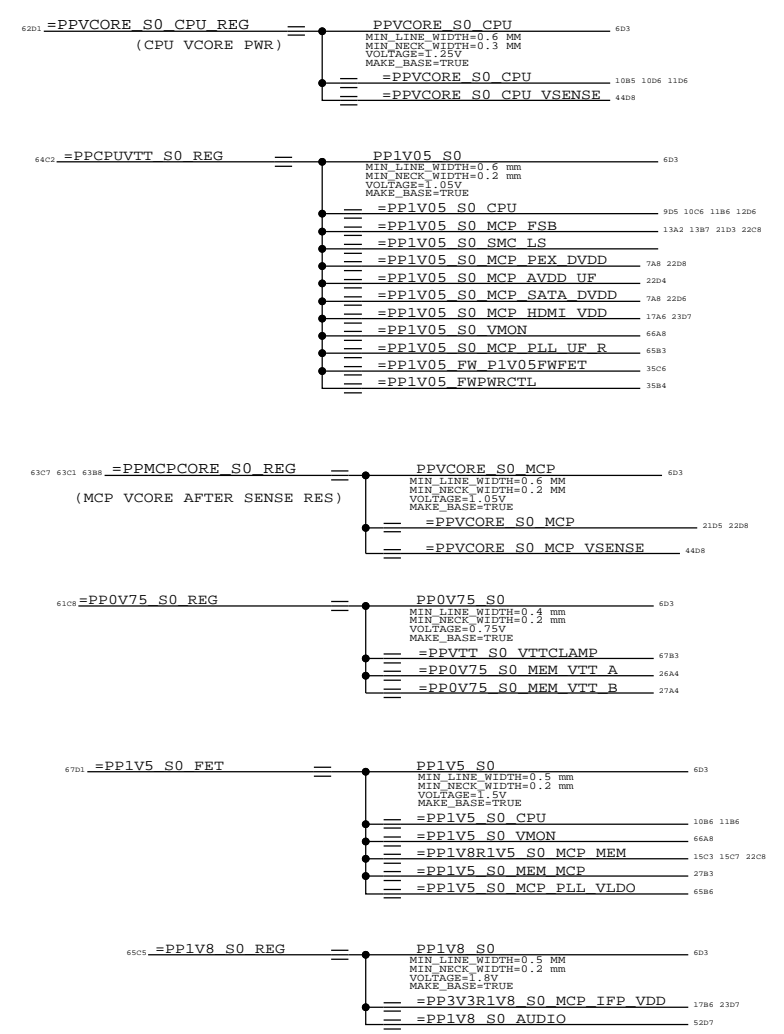 62D1 =PPVCORE_S0_CPU_REG PPVCORE_S0_CPU 6D3
(CPU VCORE PWR) MIN_LINE_WIDTH=0.6 MM
MIN_NECK_WIDTH=0.3 MM
VOLTAGE=1.25V
MAKE_BASE=TRUE
=PPVCORE_S0_CPU 10B5 10D6 11D6
=PPVCORE_S0_CPU_VSENSE 44D8
64C2 =PPCPUVTT_S0_REG PP1V05_S0 6D3
MIN_LINE_WIDTH=0.6 mm
MIN_NECK_WIDTH=0.2 mm
VOLTAGE=1.05V
MAKE_BASE=TRUE
=PP1V05_S0_CPU 9D5 10C6 11B6 12D6
=PP1V05_S0_MCP_FSB 13A2 13B7 21D3 22C8
=PP1V05_S0_SMC_LS
=PP1V05_S0_MCP_PEX_DVDD 7A8 22D8
=PP1V05_S0_MCP_AVDD_UF 22D4
=PP1V05_S0_MCP_SATA_DVDD 7A8 22D6
=PP1V05_S0_MCP_HDMI_VDD 17A6 23D7
=PP1V05_S0_VMON 66A8
=PP1V05_S0_MCP_PLL_UF_R 65B3
=PP1V05_FW_P1V05FWFET 35C6
=PP1V05_FWPWRCTL 35B4
63C7 63C1 63B8 =PPMCPCORE_S0_REG PPVCORE_S0_MCP 6D3
(MCP VCORE AFTER SENSE RES) MIN_LINE_WIDTH=0.6 MM
MIN_NECK_WIDTH=0.2 MM
VOLTAGE=1.05V
MAKE_BASE=TRUE
=PPVCORE_S0_MCP 21D5 22D8
=PPVCORE_S0_MCP_VSENSE 44D8
61C8 =PP0V75_S0_REG PP0V75_S0 6D3
MIN_LINE_WIDTH=0.4 mm
MIN_NECK_WIDTH=0.2 mm
VOLTAGE=0.75V
MAKE_BASE=TRUE
=PPVTT_S0_VTTCLAMP 67B3
=PP0V75_S0_MEM_VTT_A 26A4
=PP0V75_S0_MEM_VTT_B 27A4
67D1 =PP1V5_S0_FET PP1V5_S0 6D3
MIN_LINE_WIDTH=0.5 mm
MIN_NECK_WIDTH=0.2 mm
VOLTAGE=1.5V
MAKE_BASE=TRUE
=PP1V5_S0_CPU 10B6 11B6
=PP1V5_S0_VMON 66A8
=PP1V8R1V5_S0_MCP_MEM 15C3 15C7 22C8
=PP1V5_S0_MEM_MCP 27B3
=PP1V5_S0_MCP_PLL_VLDO 65B6
65C5 =PP1V8_S0_REG PP1V8_S0 6D3
MIN_LINE_WIDTH=0.5 MM
MIN_NECK_WIDTH=0.2 mm
VOLTAGE=1.8V
MAKE_BASE=TRUE
=PP3V3R1V8_S0_MCP_IFP_VDD 17B6 23D7
=PP1V8_S0_AUDIO 52D7